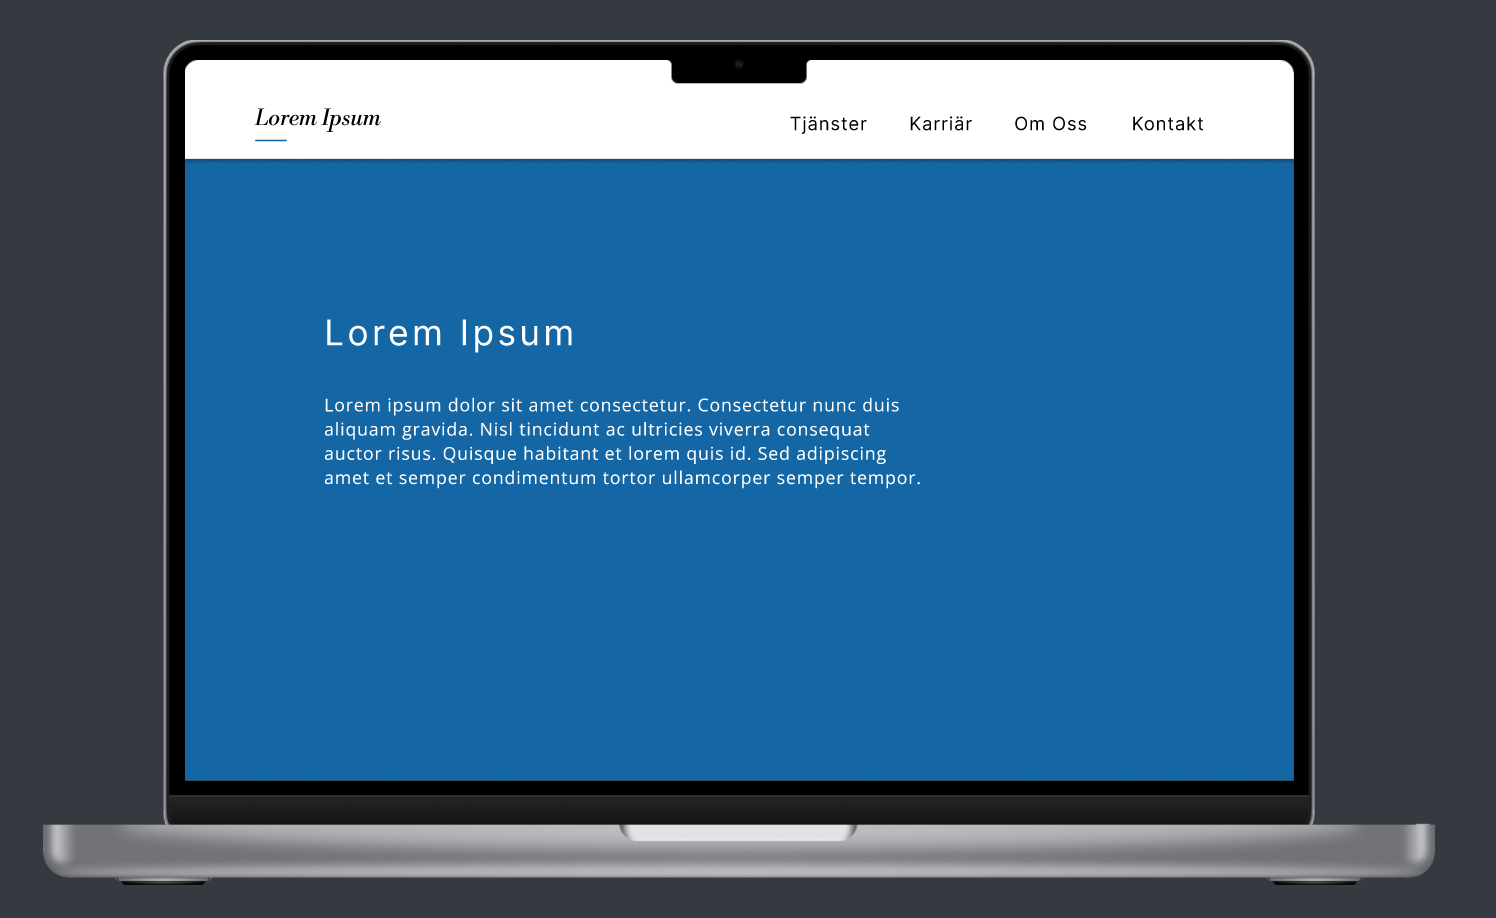 Lorem Ipsum
Tjänster Karriär Om Oss Kontakt
Lorem Ipsum
Lorem ipsum dolor sit amet consectetur. Consectetur nunc duis
aliquam gravida. Nisl tincidunt ac ultricies viverra consequat
auctor risus. Quisque habitant et lorem quis id. Sed adipiscing
amet et semper condimentum tortor ullamcorper semper tempor.